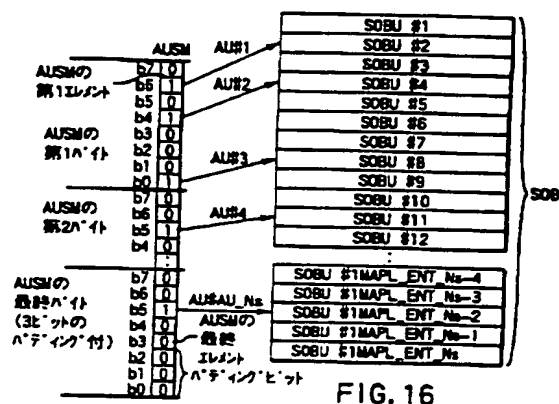 AUSM
AUSMの
第1エレメント
AUSMの
第1バイト
AUSMの
第2バイト
AUSMの
最終バイト
(3ビットの
パディング付)
b7 0
b6 1
b5 0
b4 1
b3 0
b2 0
b1 0
b0 1
b7 0
b6 0
b5 1
b4 0
b7 0
b6 0
b5 1
b4 0
b3 0
b2 0
b1 0
b0 0
AU#1
AU#2
AU#3
AU#4
AU#AU_Ns
AUSMの
最終
エレメント
パディングビット
SOBU #1
SOBU #2
SOBU #3
SOBU #4
SOBU #5
SOBU #6
SOBU #7
SOBU #8
SOBU #9
SOBU #10
SOBU #11
SOBU #12
SOBU #1MAPL_ENT_Ns-4
SOBU #1MAPL_ENT_Ns-3
SOBU #1MAPL_ENT_Ns-2
SOBU #1MAPL_ENT_Ns-1
SOBU #1MAPL_ENT_Ns
SOB
FIG. 16